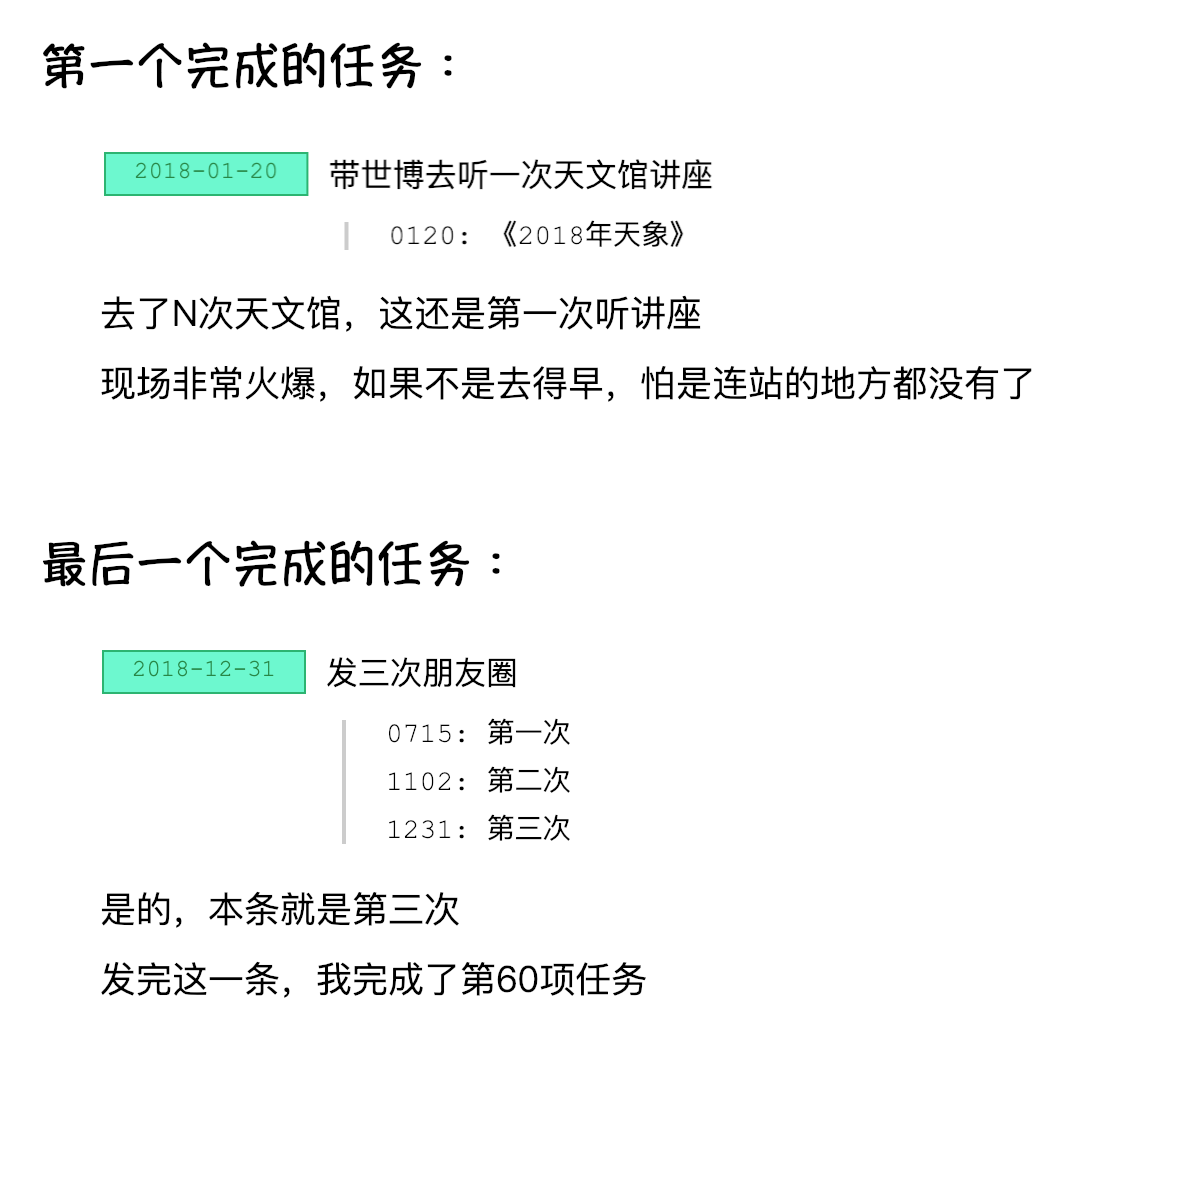 第一个完成的任务：
2018-01-20 带世博去听一次天文馆讲座
0120: 《2018年天象》
去了N次天文馆，这还是第一次听讲座
现场非常火爆，如果不是去得早，怕是连站的地方都没有了
最后一个完成的任务：
2018-12-31 发三次朋友圈
0715: 第一次
1102: 第二次
1231: 第三次
是的，本条就是第三次
发完这一条，我完成了第60项任务